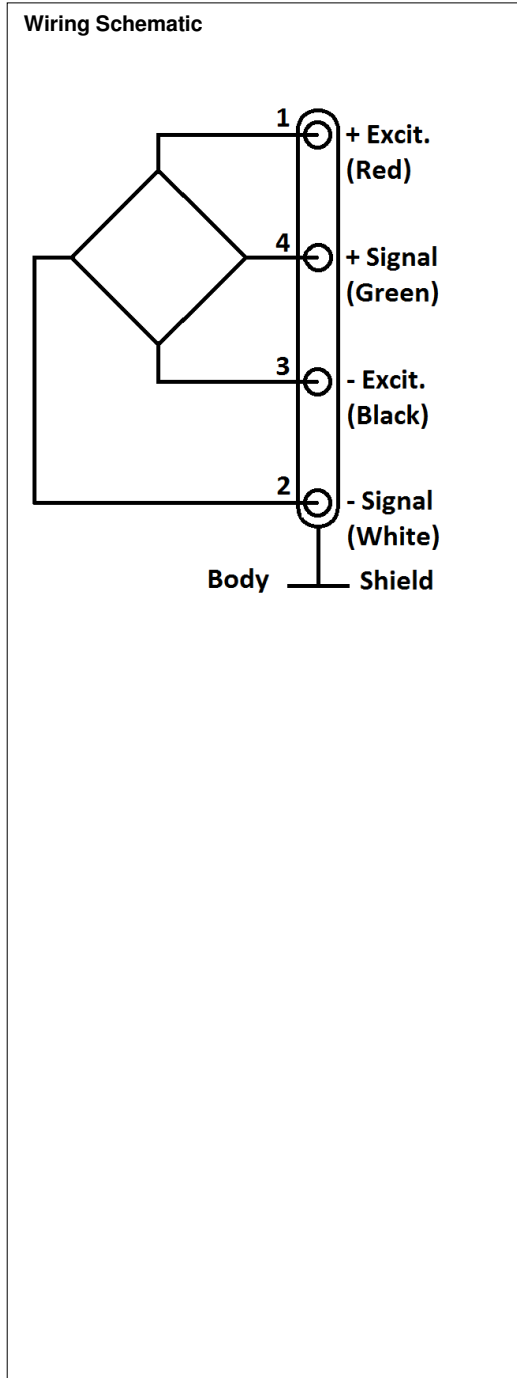 Wiring Schematic
1
+ Excit.
(Red)
4
+ Signal
(Green)
3
- Excit.
(Black)
2
- Signal
(White)
Body
Shield